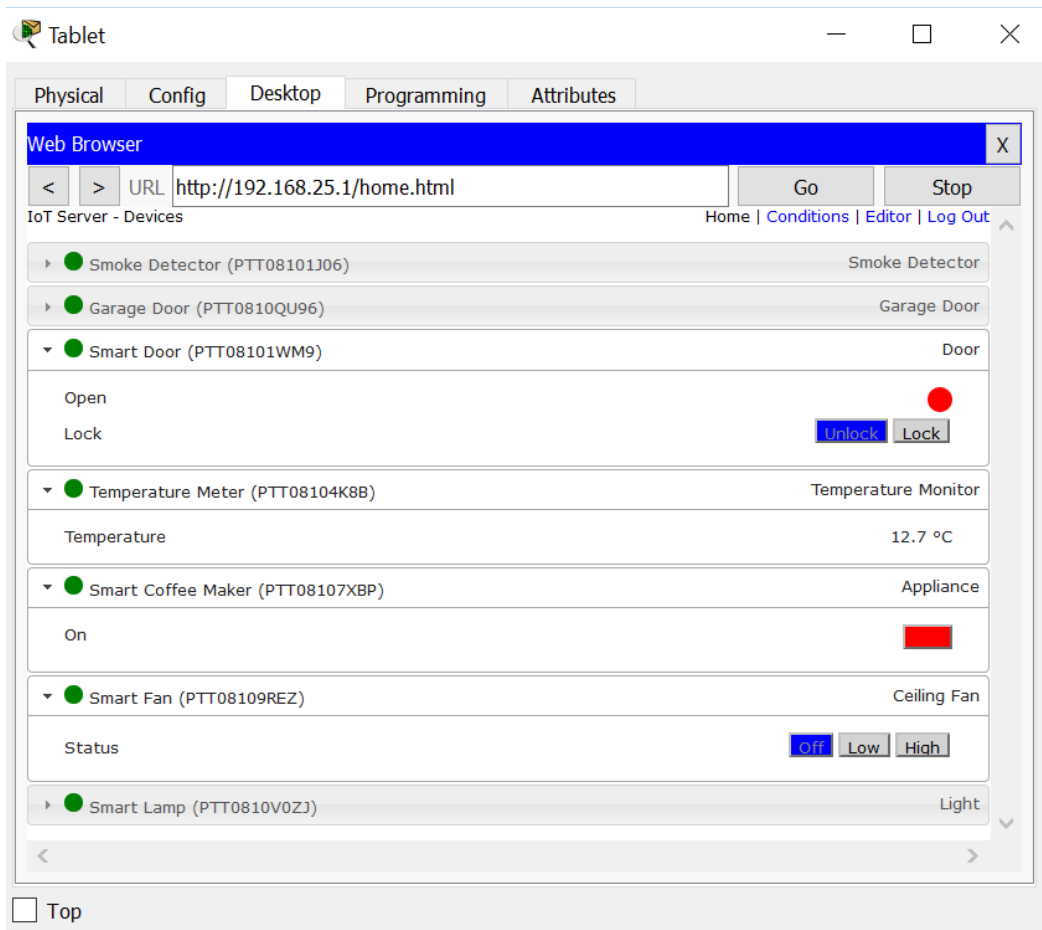 Tablet
Physical Config Desktop Programming Attributes
Web Browser X
< > URL http://192.168.25.1/home.html Go Stop
IoT Server - Devices Home | Conditions | Editor | Log Out
Smoke Detector (PTT08101J06) Smoke Detector
Garage Door (PTT0810QU96) Garage Door
Smart Door (PTT08101WM9) Door
Open
Lock Unlock Lock
Temperature Meter (PTT08104K8B) Temperature Monitor
Temperature 12.7 °C
Smart Coffee Maker (PTT08107XBP) Appliance
On
Smart Fan (PTT08109REZ) Ceiling Fan
Status Off Low High
Smart Lamp (PTT0810V0ZJ) Light
Top